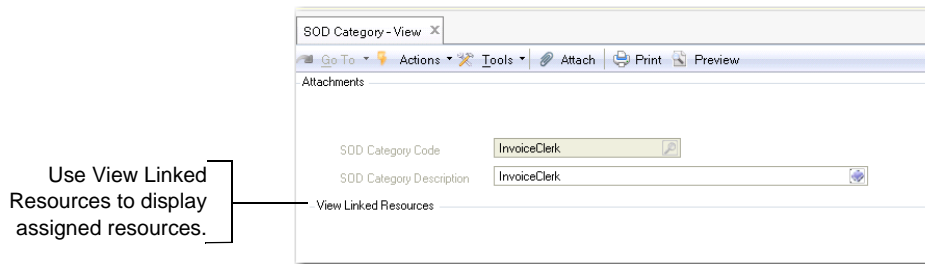 SOD Category - View X
Go To Actions Tools Attach Print Preview
Attachments
SOD Category Code InvoiceClerk
SOD Category Description InvoiceClerk
View Linked Resources
Use View Linked
Resources to display
assigned resources.